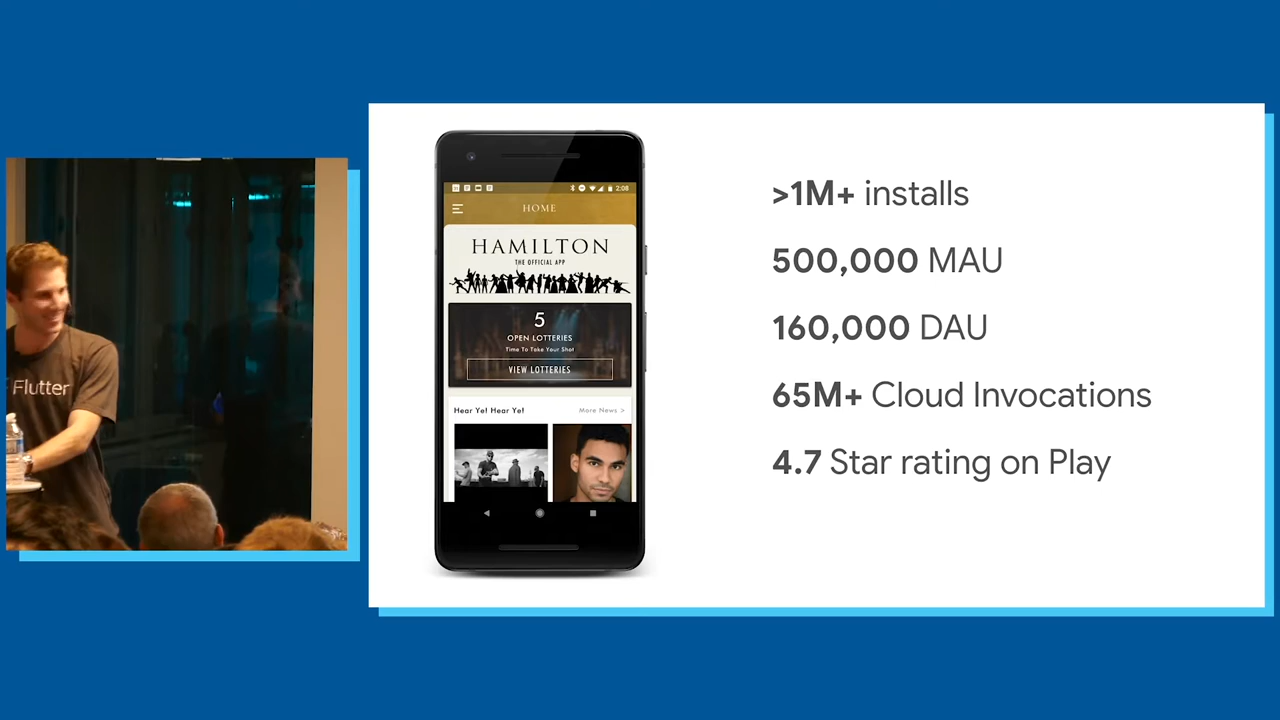 Flutter
2:08
HOME
HAMILTON
THE OFFICIAL APP
5
OPEN LOTTERIES
Time To Take Your Shot
VIEW LOTTERIES
Hear Ye! Hear Ye!
More News >
>1M+ installs
500,000 MAU
160,000 DAU
65M+ Cloud Invocations
4.7 Star rating on Play